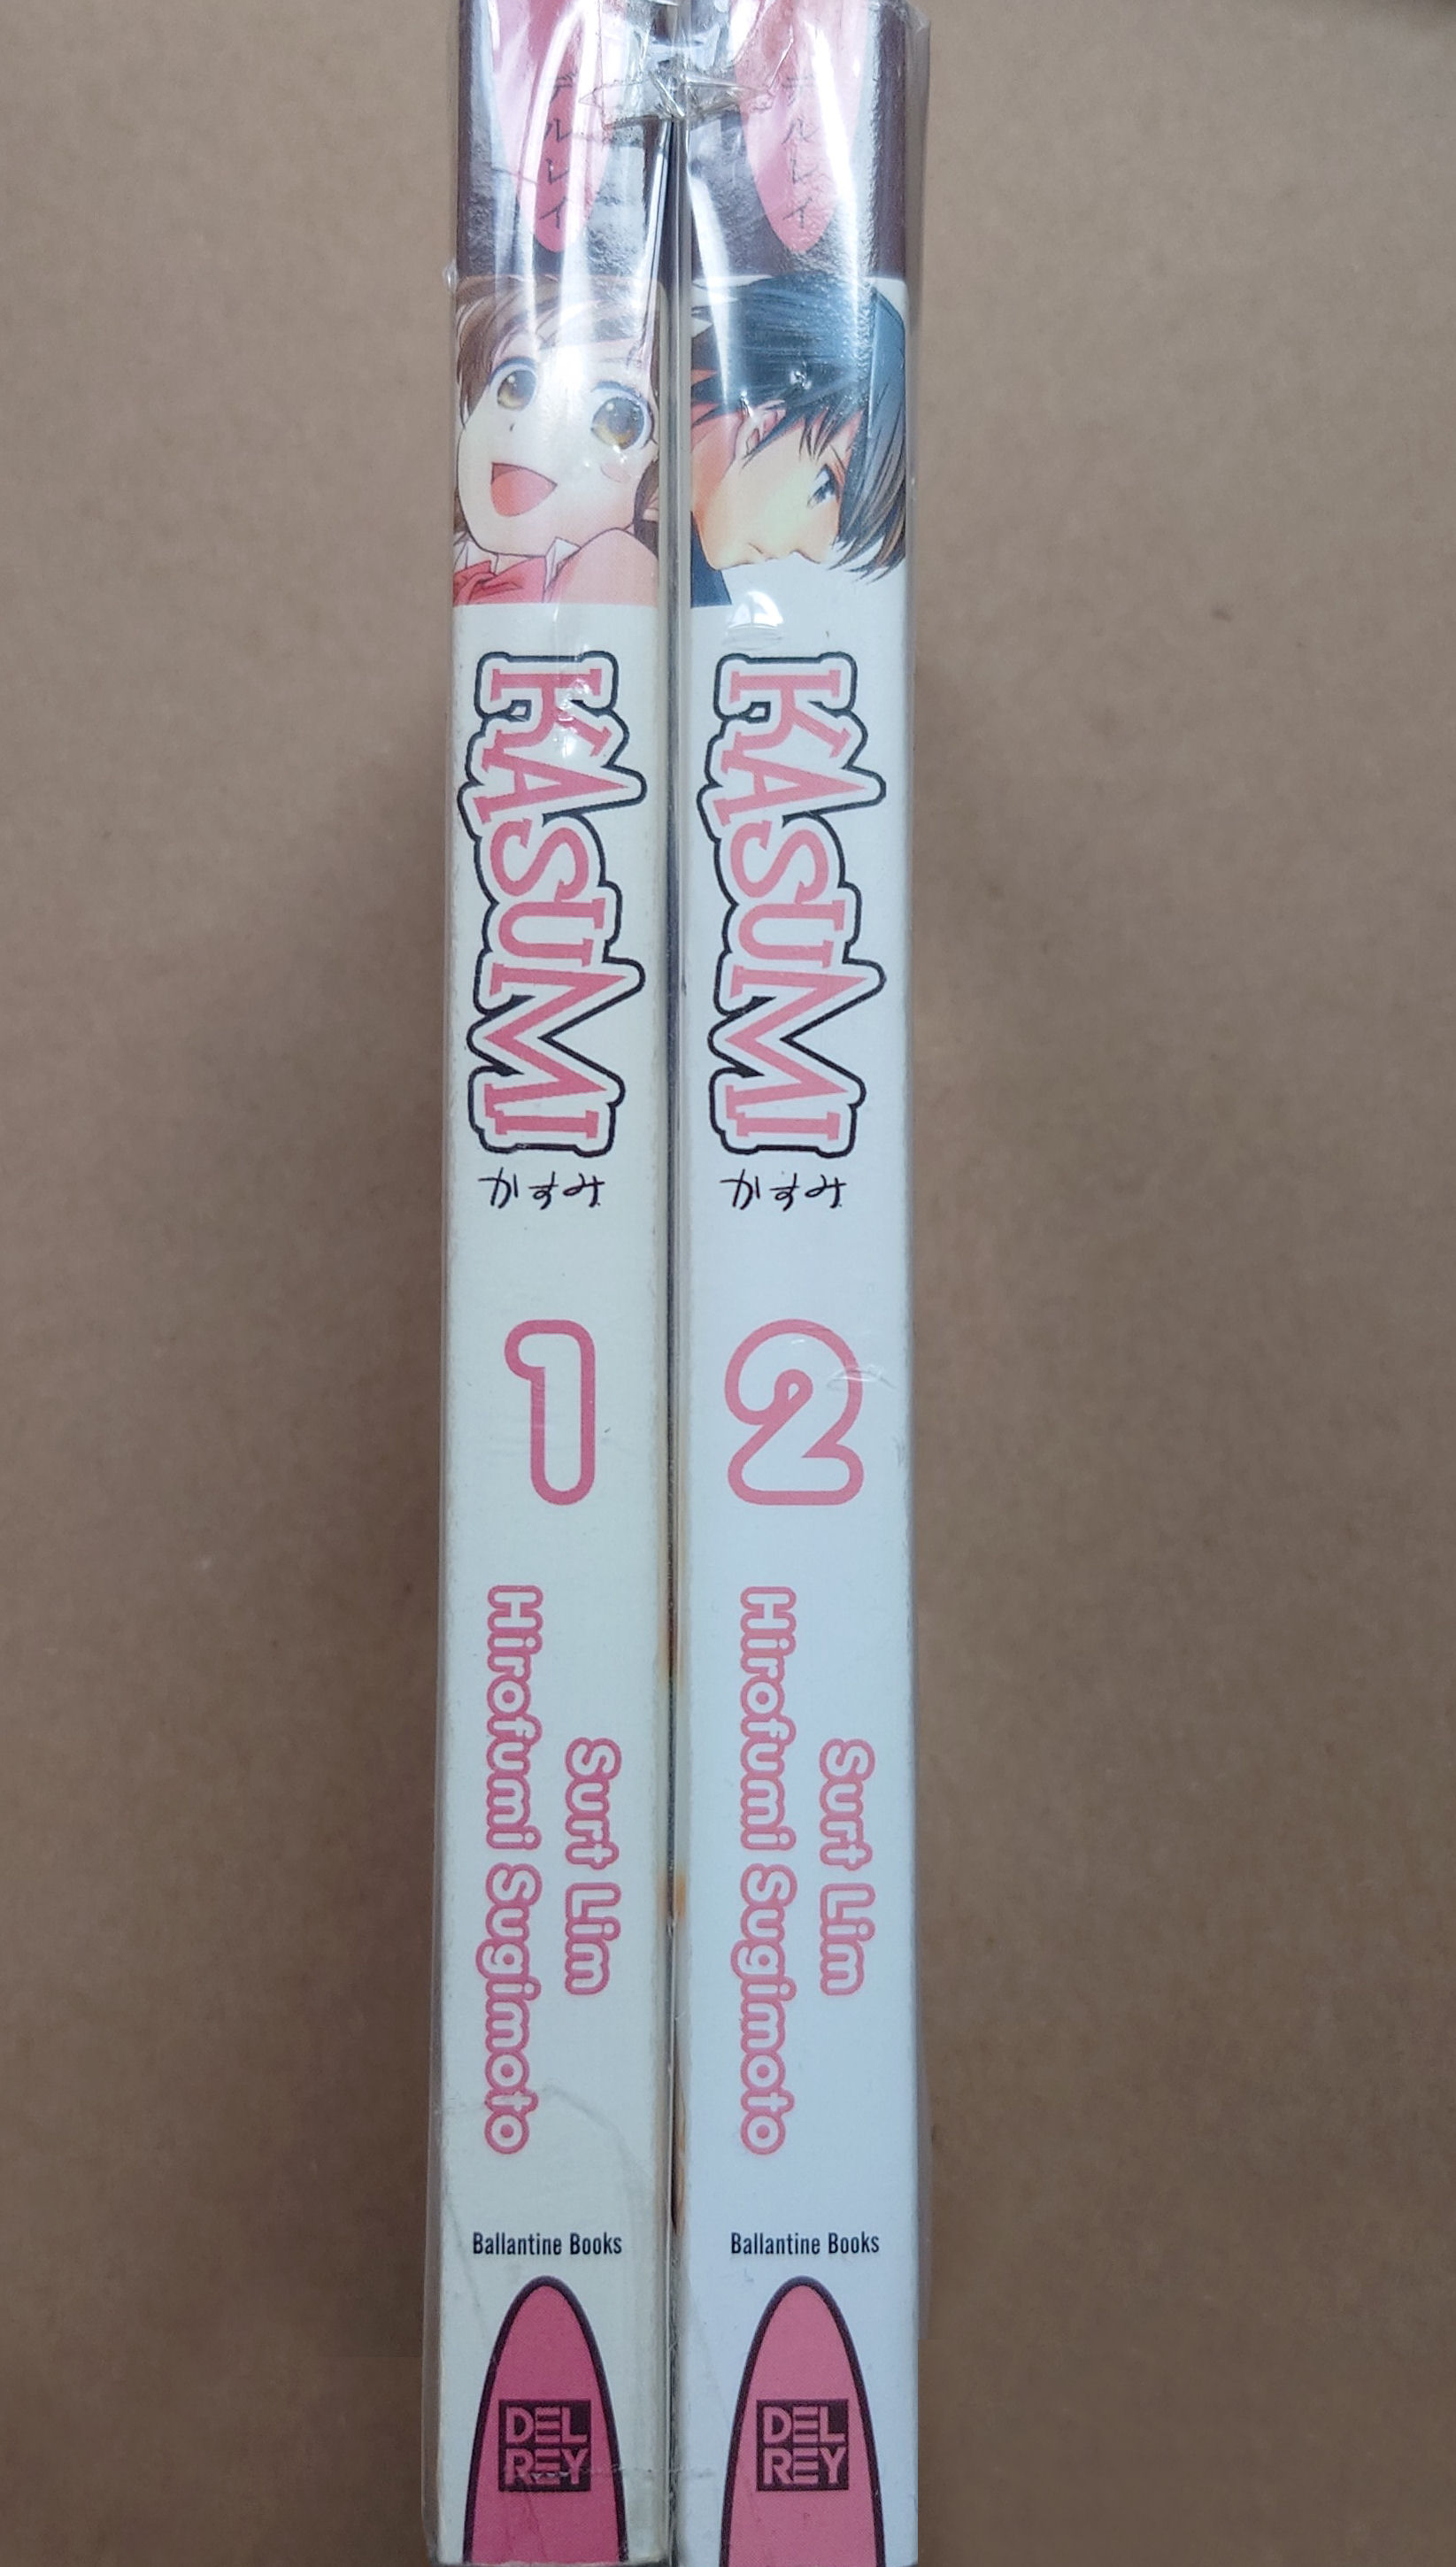 デルレイ
KASUMI
かすみ
1
Surt Lim
Hirofumi Sugimoto
Ballantine Books
DEL
REY
デルレイ
KASUMI
かすみ
2
Surt Lim
Hirofumi Sugimoto
Ballantine Books
DEL
REY